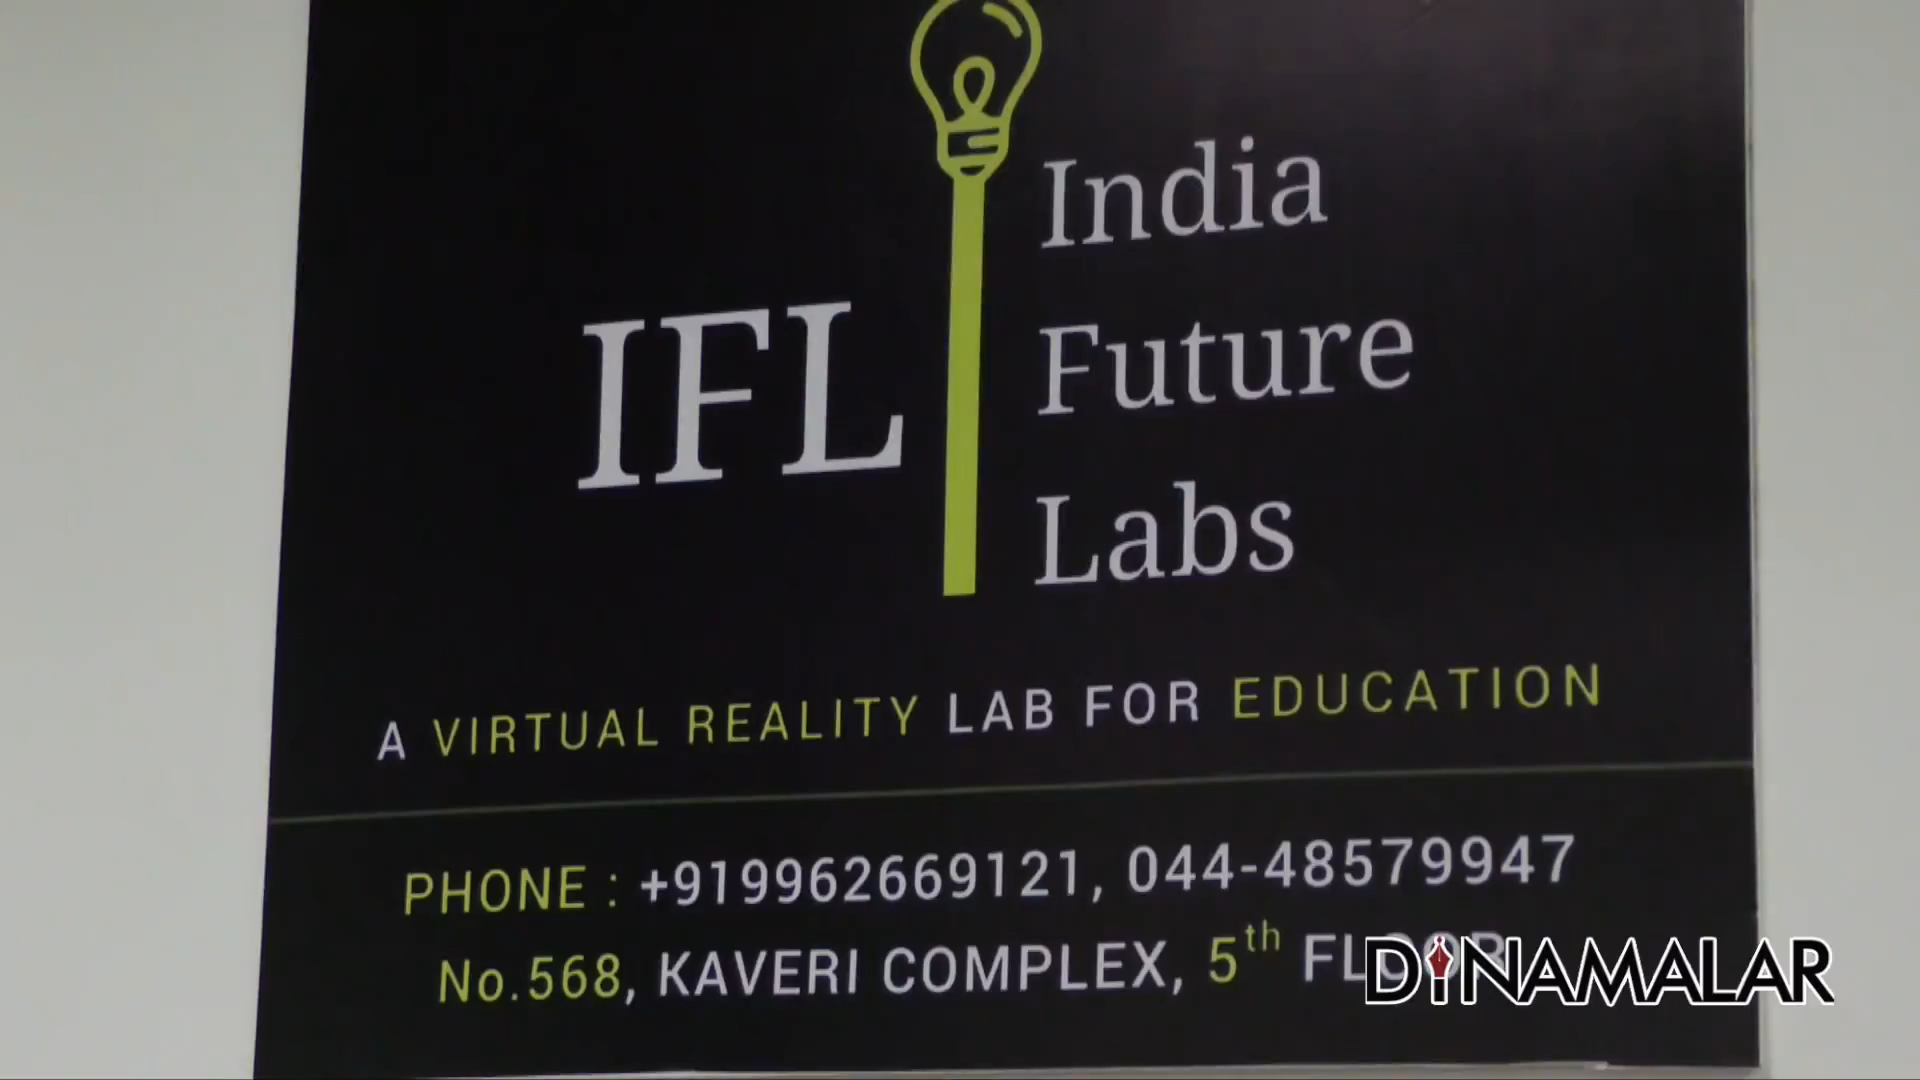 IFL
India
Future
Labs
A VIRTUAL REALITY LAB FOR EDUCATION
PHONE : +919962669121, 044-48579947
No.568, KAVERI COMPLEX, 5th FLOOR
DINAMALAR